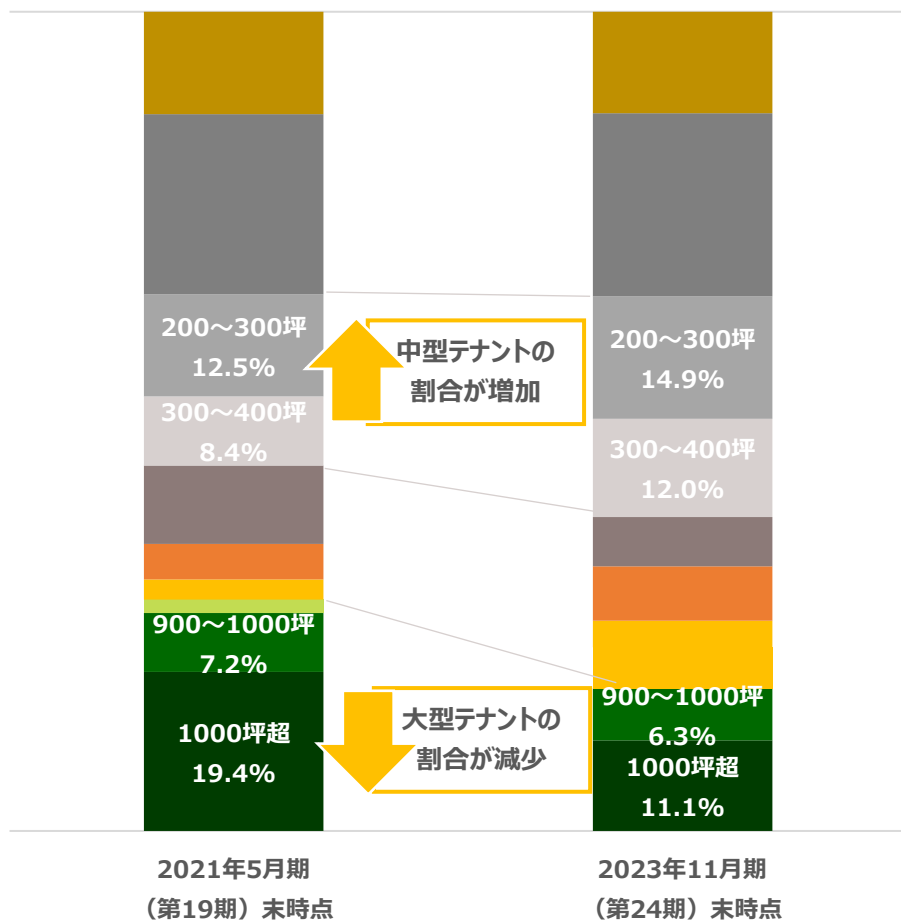 200～300坪
12.5%
300～400坪
8.4%
900～1000坪
7.2%
1000坪超
19.4%
中型テナントの
割合が増加
大型テナントの
割合が減少
200～300坪
14.9%
300～400坪
12.0%
900～1000坪
6.3%
1000坪超
11.1%
2021年5月期
（第19期）末時点
2023年11月期
（第24期）末時点